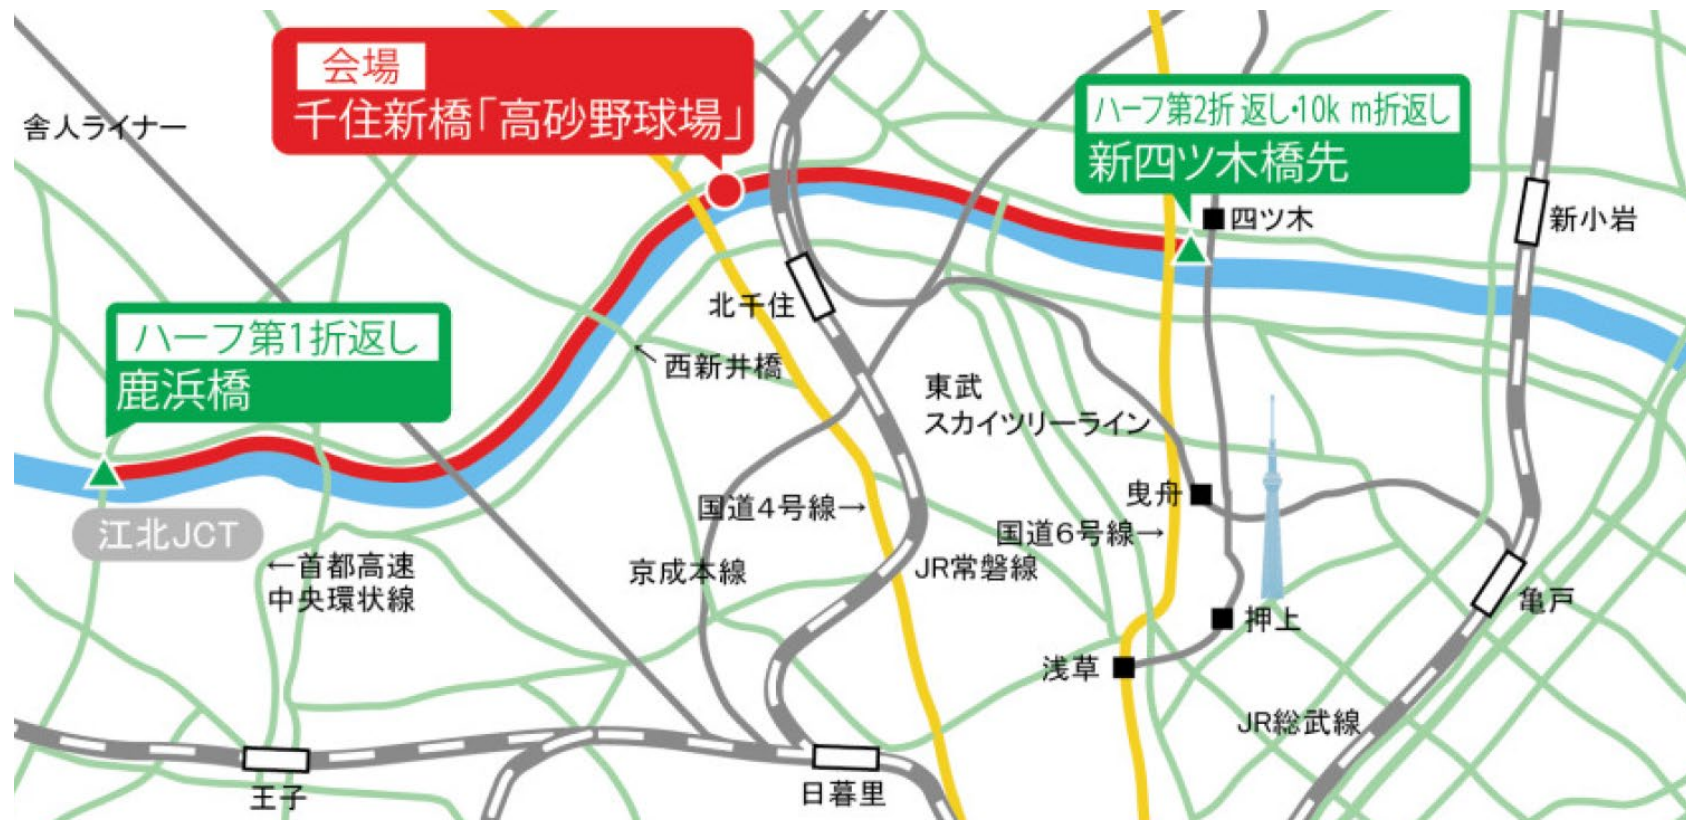 会場
千住新橋「高砂野球場」
舎人ライナー
ハーフ第2折 返し・10k m折返し
新四ツ木橋先
四ツ木
新小岩
北千住
ハーフ第1折返し
鹿浜橋
←西新井橋
東武
スカイツリーライン
曳舟
国道4号線→
国道6号線→
江北JCT
←首都高速
中央環状線
京成本線
JR常磐線
亀戸
押上
浅草
JR総武線
王子
日暮里